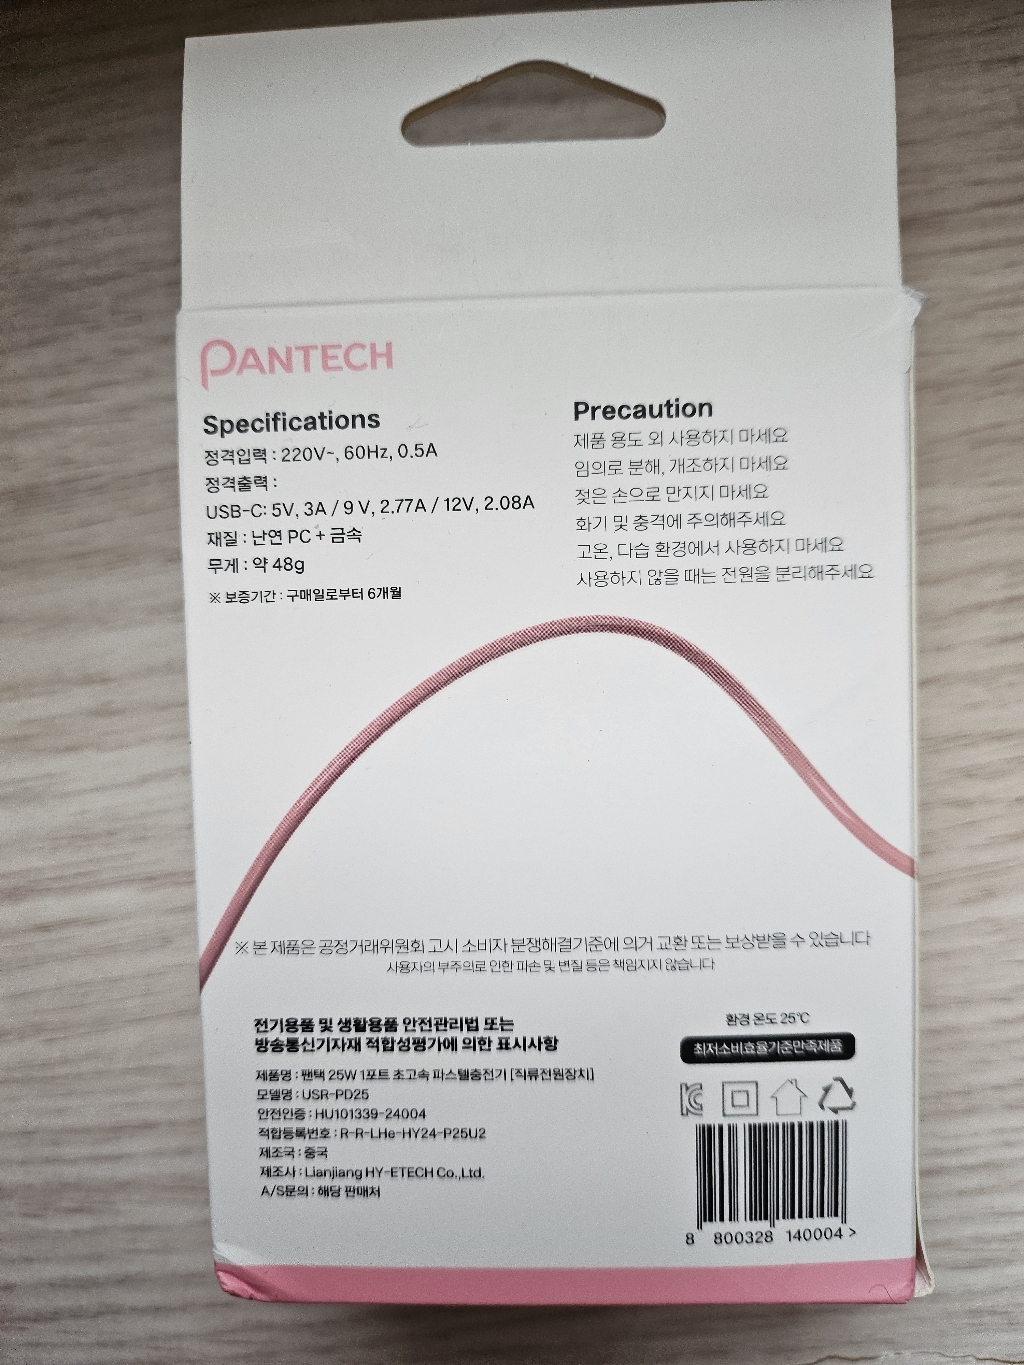 PANTECH
Specifications
정격입력 : 220V~, 60Hz, 0.5A
정격출력 :
USB-C: 5V, 3A / 9 V, 2.77A / 12V, 2.08A
재질 : 난연 PC + 금속
무게 : 약 48g
※ 보증기간 : 구매일로부터 6개월
Precaution
제품 용도 외 사용하지 마세요
임의로 분해, 개조하지 마세요
젖은 손으로 만지지 마세요
화기 및 충격에 주의해주세요
고온, 다습 환경에서 사용하지 마세요
사용하지 않을 때는 전원을 분리해주세요
※ 본 제품은 공정거래위원회 고시 소비자 분쟁해결기준에 의거 교환 또는 보상받을 수 있습니다
사용자의 부주의로 인한 파손 및 변질 등은 책임지지 않습니다
전기용품 및 생활용품 안전관리법 또는
방송통신기자재 적합성평가에 의한 표시사항
제품명 : 팬택 25W 1포트 초고속 파스텔충전기 [직류전원장치]
모델명 : USR-PD25
안전인증 : HU101339-24004
적합등록번호 : R-R-LHe-HY24-P25U2
제조국 : 중국
제조사 : Lianjiang HY-ETECH Co.,Ltd.
A/S문의 : 해당 판매처
환경 온도 25℃
최저소비효율기준만족제품
8 800328 140004 >